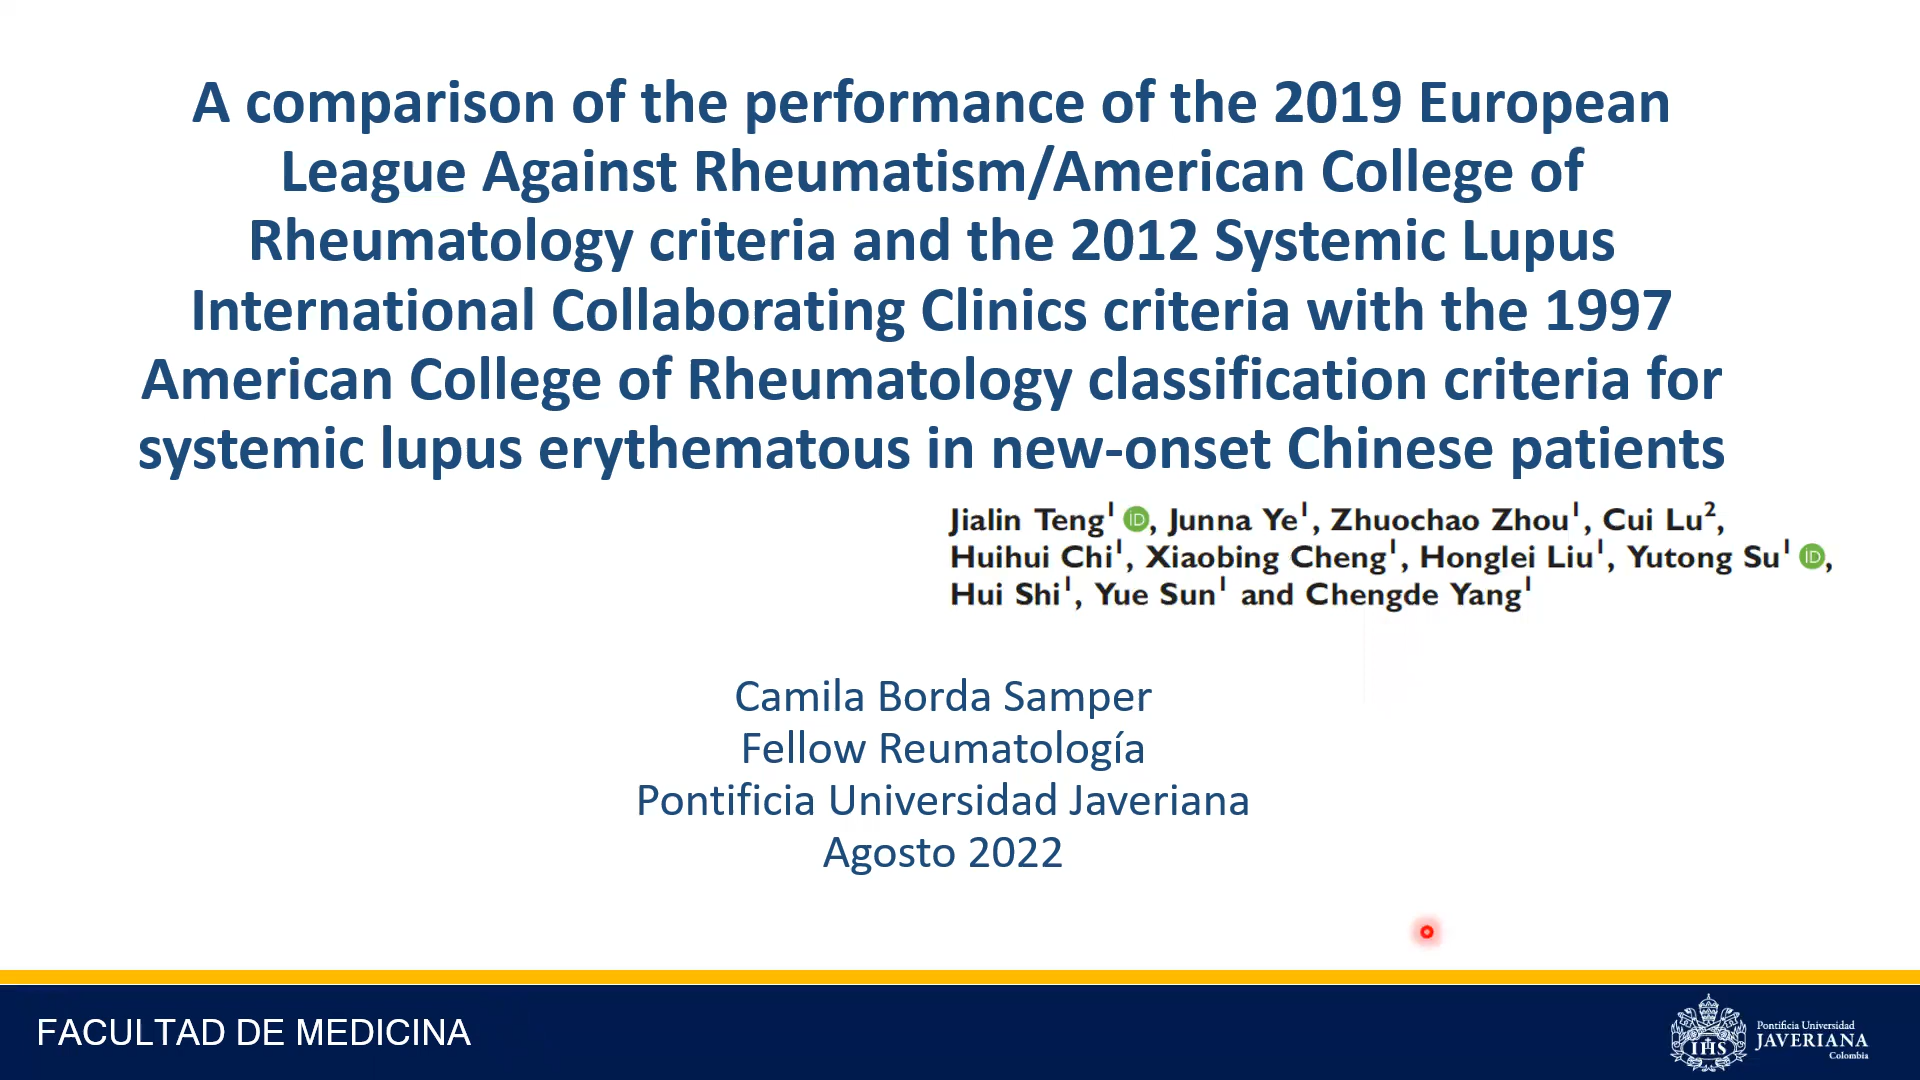 A comparison of the performance of the 2019 European
League Against Rheumatism/American College of
Rheumatology criteria and the 2012 Systemic Lupus
International Collaborating Clinics criteria with the 1997
American College of Rheumatology classification criteria for
systemic lupus erythematous in new-onset Chinese patients
Jialin Teng¹ iD, Junna Ye¹, Zhuochao Zhou¹, Cui Lu²,
Huihui Chi¹, Xiaobing Cheng¹, Honglei Liu¹, Yutong Su¹ iD,
Hui Shi¹, Yue Sun¹ and Chengde Yang¹
Camila Borda Samper
Fellow Reumatología
Pontificia Universidad Javeriana
Agosto 2022
FACULTAD DE MEDICINA
IHS
Pontificia Universidad
JAVERIANA
Colombia